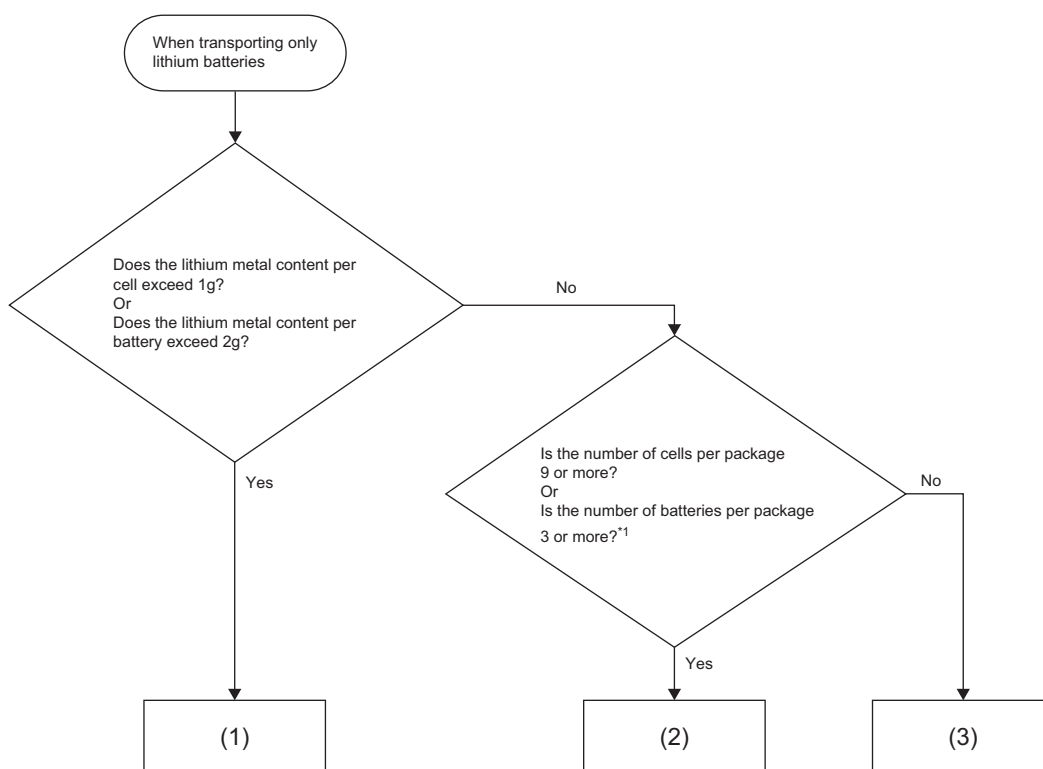 When transporting only
lithium batteries
Does the lithium metal content per
cell exceed 1g?
Or
Does the lithium metal content per
battery exceed 2g?
No
Yes
Is the number of cells per package
9 or more?
Or
Is the number of batteries per package
3 or more?*1
No
Yes
(1)
(2)
(3)